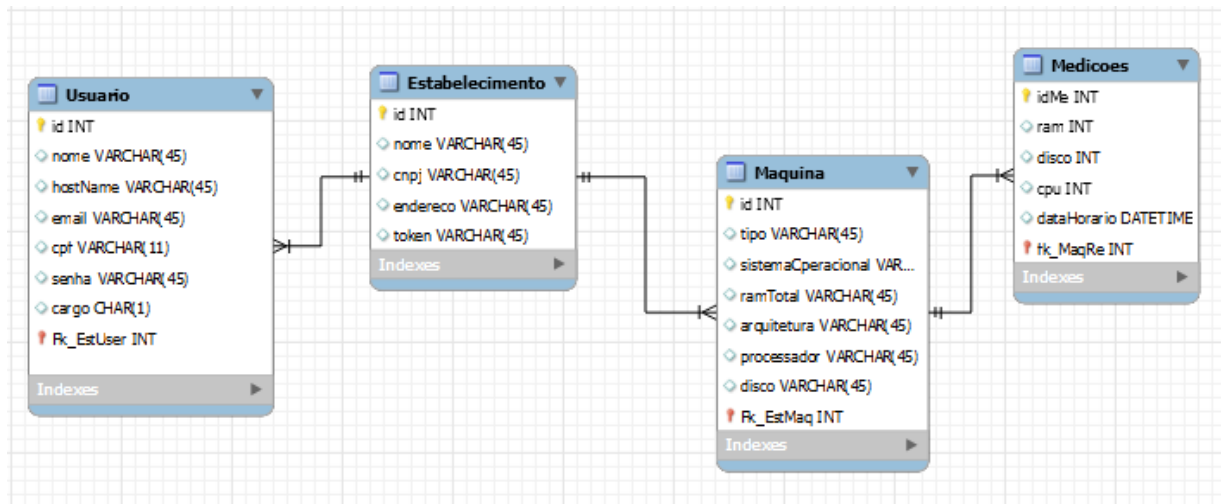 Usuario
id INT
nome VARCHAR(45)
hostName VARCHAR(45)
email VARCHAR(45)
cpf VARCHAR(11)
senha VARCHAR(45)
cargo CHAR(1)
Fk_EstUser INT
Indexes
Estabelecimento
id INT
nome VARCHAR(45)
cnpj VARCHAR(45)
endereco VARCHAR(45)
token VARCHAR(45)
Indexes
Maquina
id INT
tipo VARCHAR(45)
sistemaOperacional VAR...
ramTotal VARCHAR(45)
arquitetura VARCHAR(45)
processador VARCHAR(45)
disco VARCHAR(45)
Fk_EstMaq INT
Indexes
Medicoes
idMe INT
ram INT
disco INT
cpu INT
dataHorario DATETIME
fk_MaqRe INT
Indexes